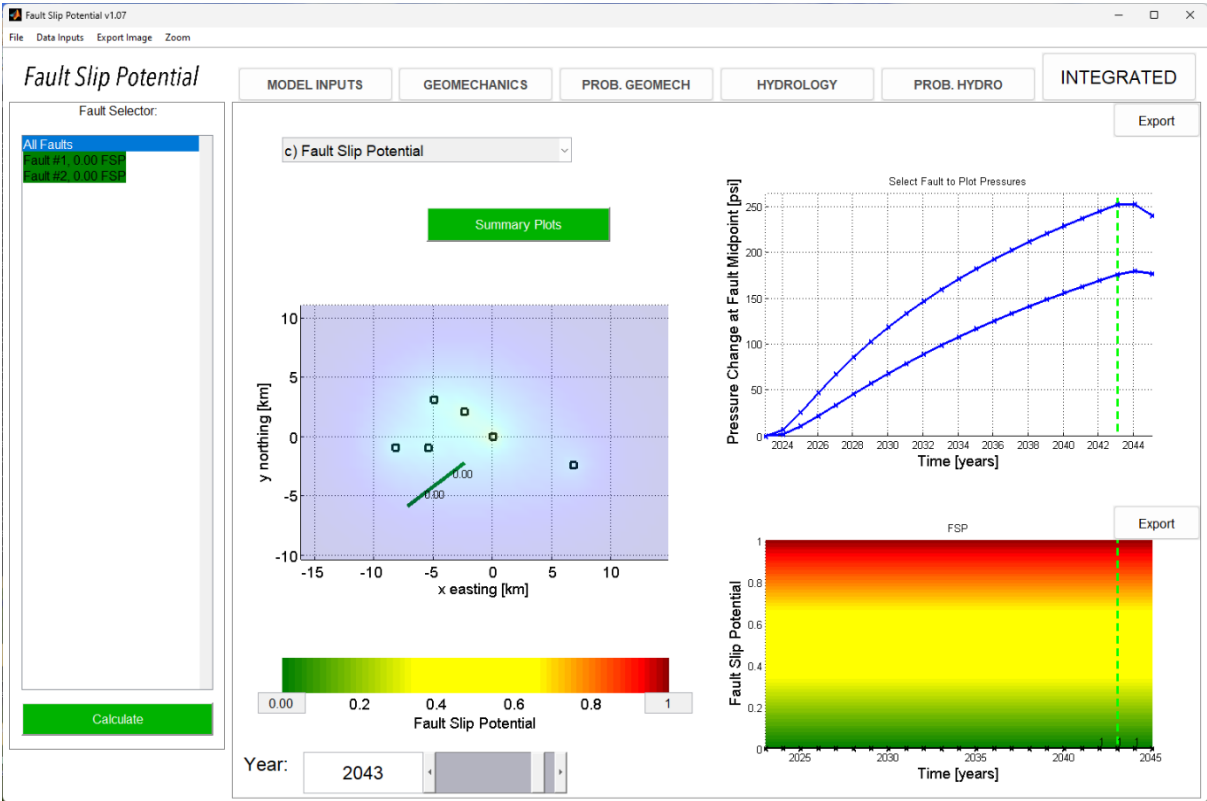 Fault Slip Potential v1.07
File Data Inputs Export Image Zoom
Fault Slip Potential
MODEL INPUTS
GEOMECHANICS
PROB. GEOMECH
HYDROLOGY
PROB. HYDRO
INTEGRATED
Fault Selector:
All Faults
Fault #1, 0.00 FSP
Fault #2, 0.00 FSP
Calculate
Export
c) Fault Slip Potential
Summary Plots
10
5
0
-5
-10
y northing [km]
0.00
0.00
-15 -10 -5 0 5 10
x easting [km]
0.00 0.2 0.4 0.6 0.8 1
Fault Slip Potential
Year:
2043
Select Fault to Plot Pressures
Pressure Change at Fault Midpoint [psi]
250
200
150
100
50
0
2024 2026 2028 2030 2032 2034 2036 2038 2040 2042 2044
Time [years]
Export
FSP
Fault Slip Potential
1
0.8
0.6
0.4
0.2
0
1 1 1
2025 2030 2035 2040 2045
Time [years]